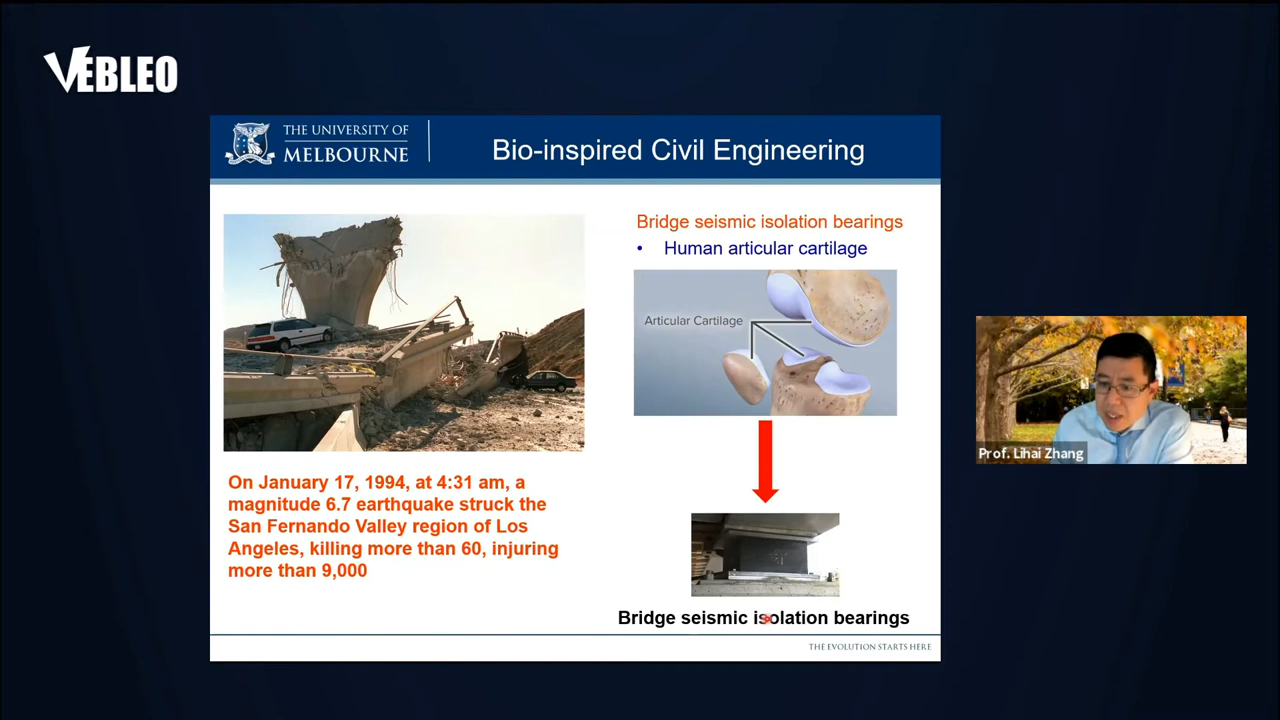 VEBLEO
THE UNIVERSITY OF
MELBOURNE
Bio-inspired Civil Engineering
Bridge seismic isolation bearings
• Human articular cartilage
Articular Cartilage
On January 17, 1994, at 4:31 am, a
magnitude 6.7 earthquake struck the
San Fernando Valley region of Los
Angeles, killing more than 60, injuring
more than 9,000
Bridge seismic isolation bearings
THE EVOLUTION STARTS HERE
Prof. Lihai Zhang